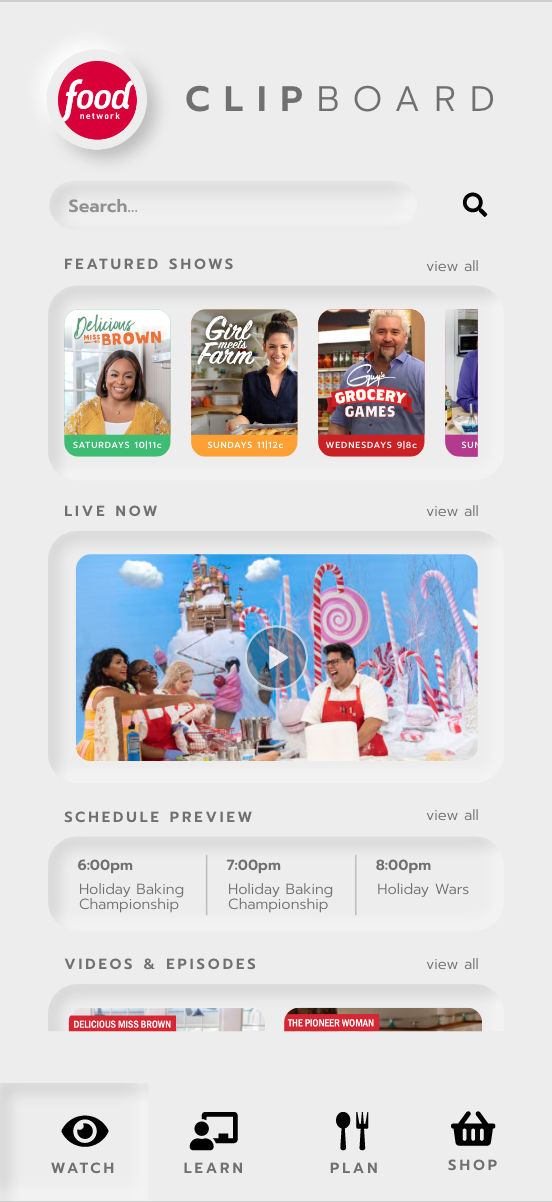 food
network
CLIPBOARD
Search...
FEATURED SHOWS
view all
Delicious
MISS BROWN
SATURDAYS 10|11c
Girl
meets
Farm
SUNDAYS 11|12c
Guy's
GROCERY
GAMES
WEDNESDAYS 9|8c
SUN
LIVE NOW
view all
SCHEDULE PREVIEW
view all
6:00pm
Holiday Baking
Championship
7:00pm
Holiday Baking
Championship
8:00pm
Holiday Wars
VIDEOS & EPISODES
view all
DELICIOUS MISS BROWN
THE PIONEER WOMAN
WATCH
LEARN
PLAN
SHOP